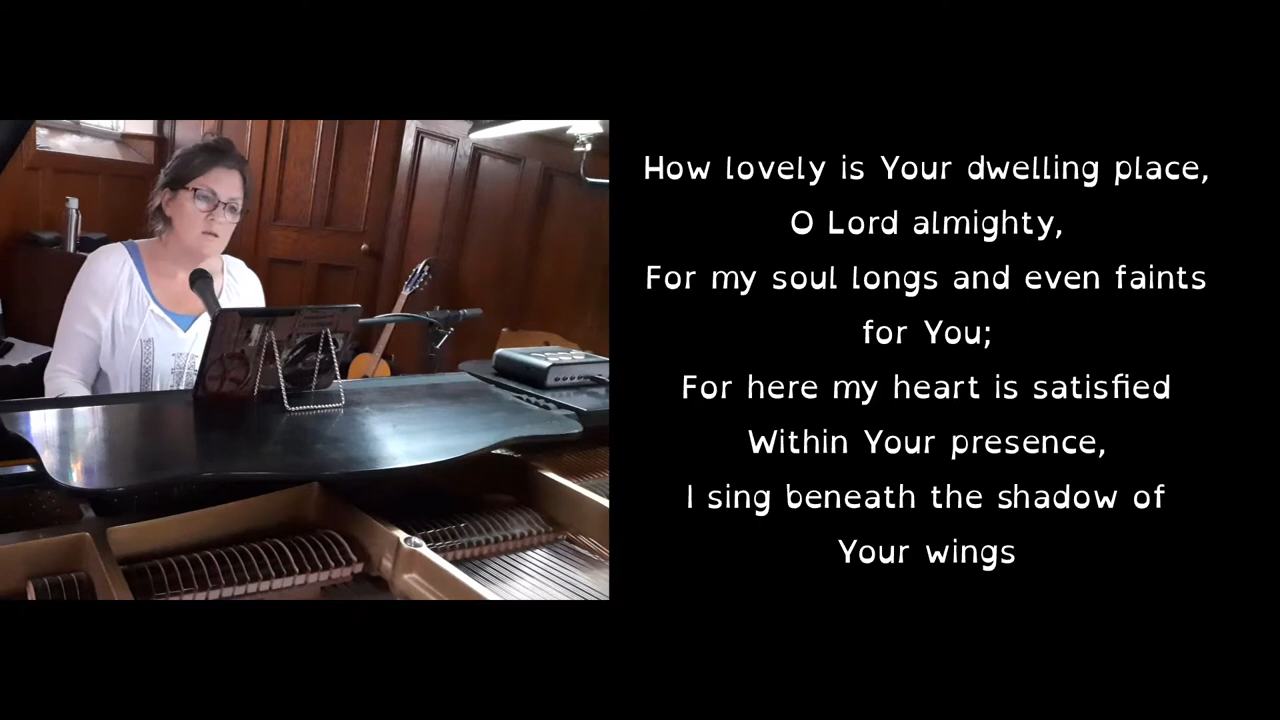 How lovely is Your dwelling place,
O Lord almighty,
For my soul longs and even faints
for You;
For here my heart is satisfied
Within Your presence,
I sing beneath the shadow of
Your wings